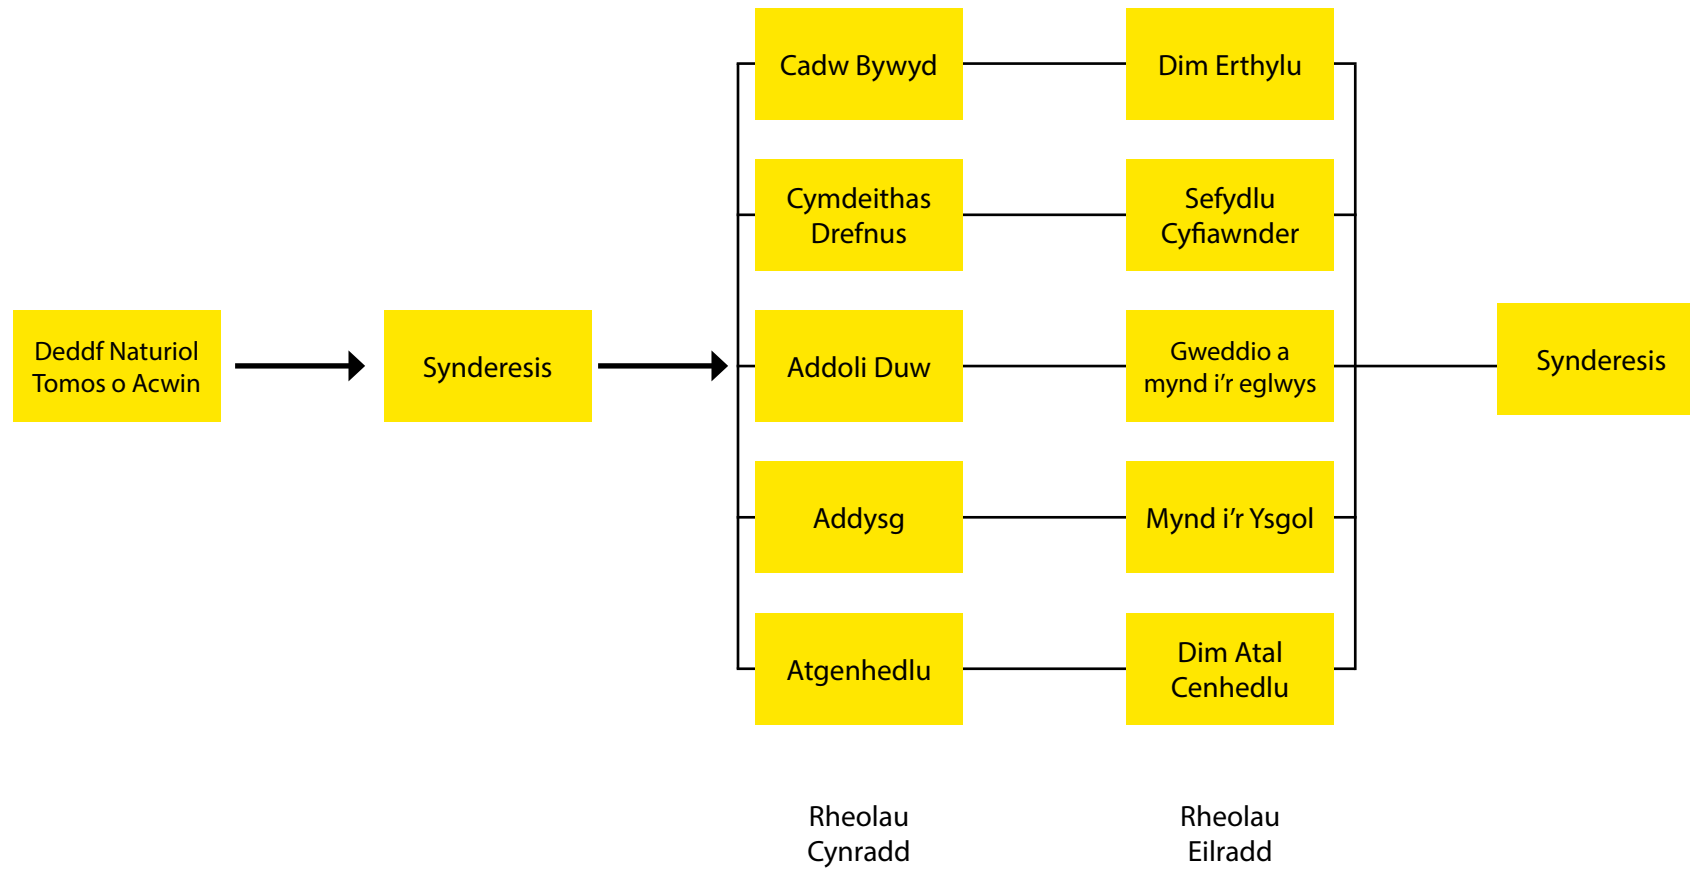 Deddf Naturiol
Tomos o Acwin
Synderesis
Cadw Bywyd
Dim Erthylu
Cymdeithas
Drefnus
Sefydlu
Cyfiawnder
Addoli Duw
Gweddio a
mynd i'r eglwys
Addysg
Mynd i’r Ysgol
Atgenhedlu
Dim Atal
Cenhedlu
Synderesis
Rheolau
Cynradd
Rheolau
Eilradd